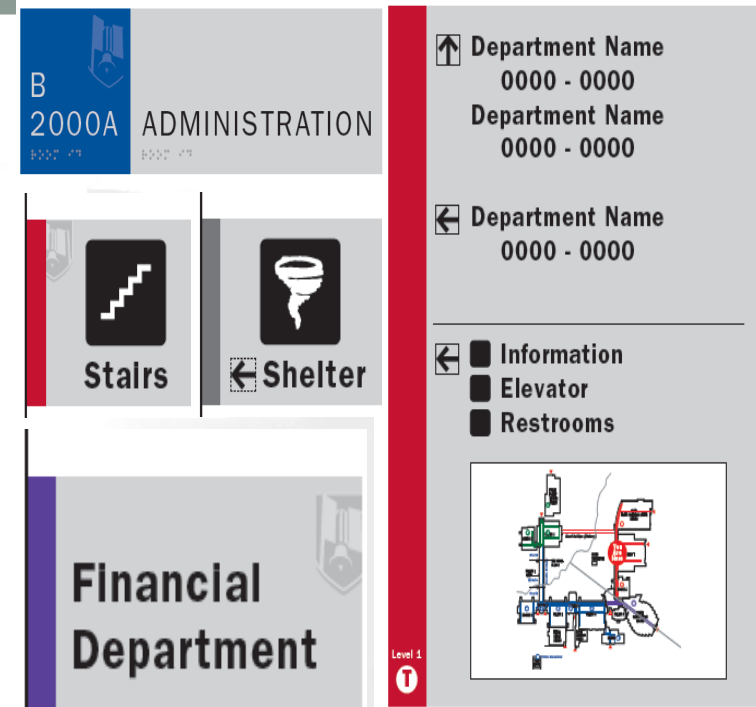 B
2000A
ADMINISTRATION
Stairs
Shelter
Financial
Department
Department Name
0000 - 0000
Department Name
0000 - 0000
Department Name
0000 - 0000
Information
Elevator
Restrooms
Level 1
T